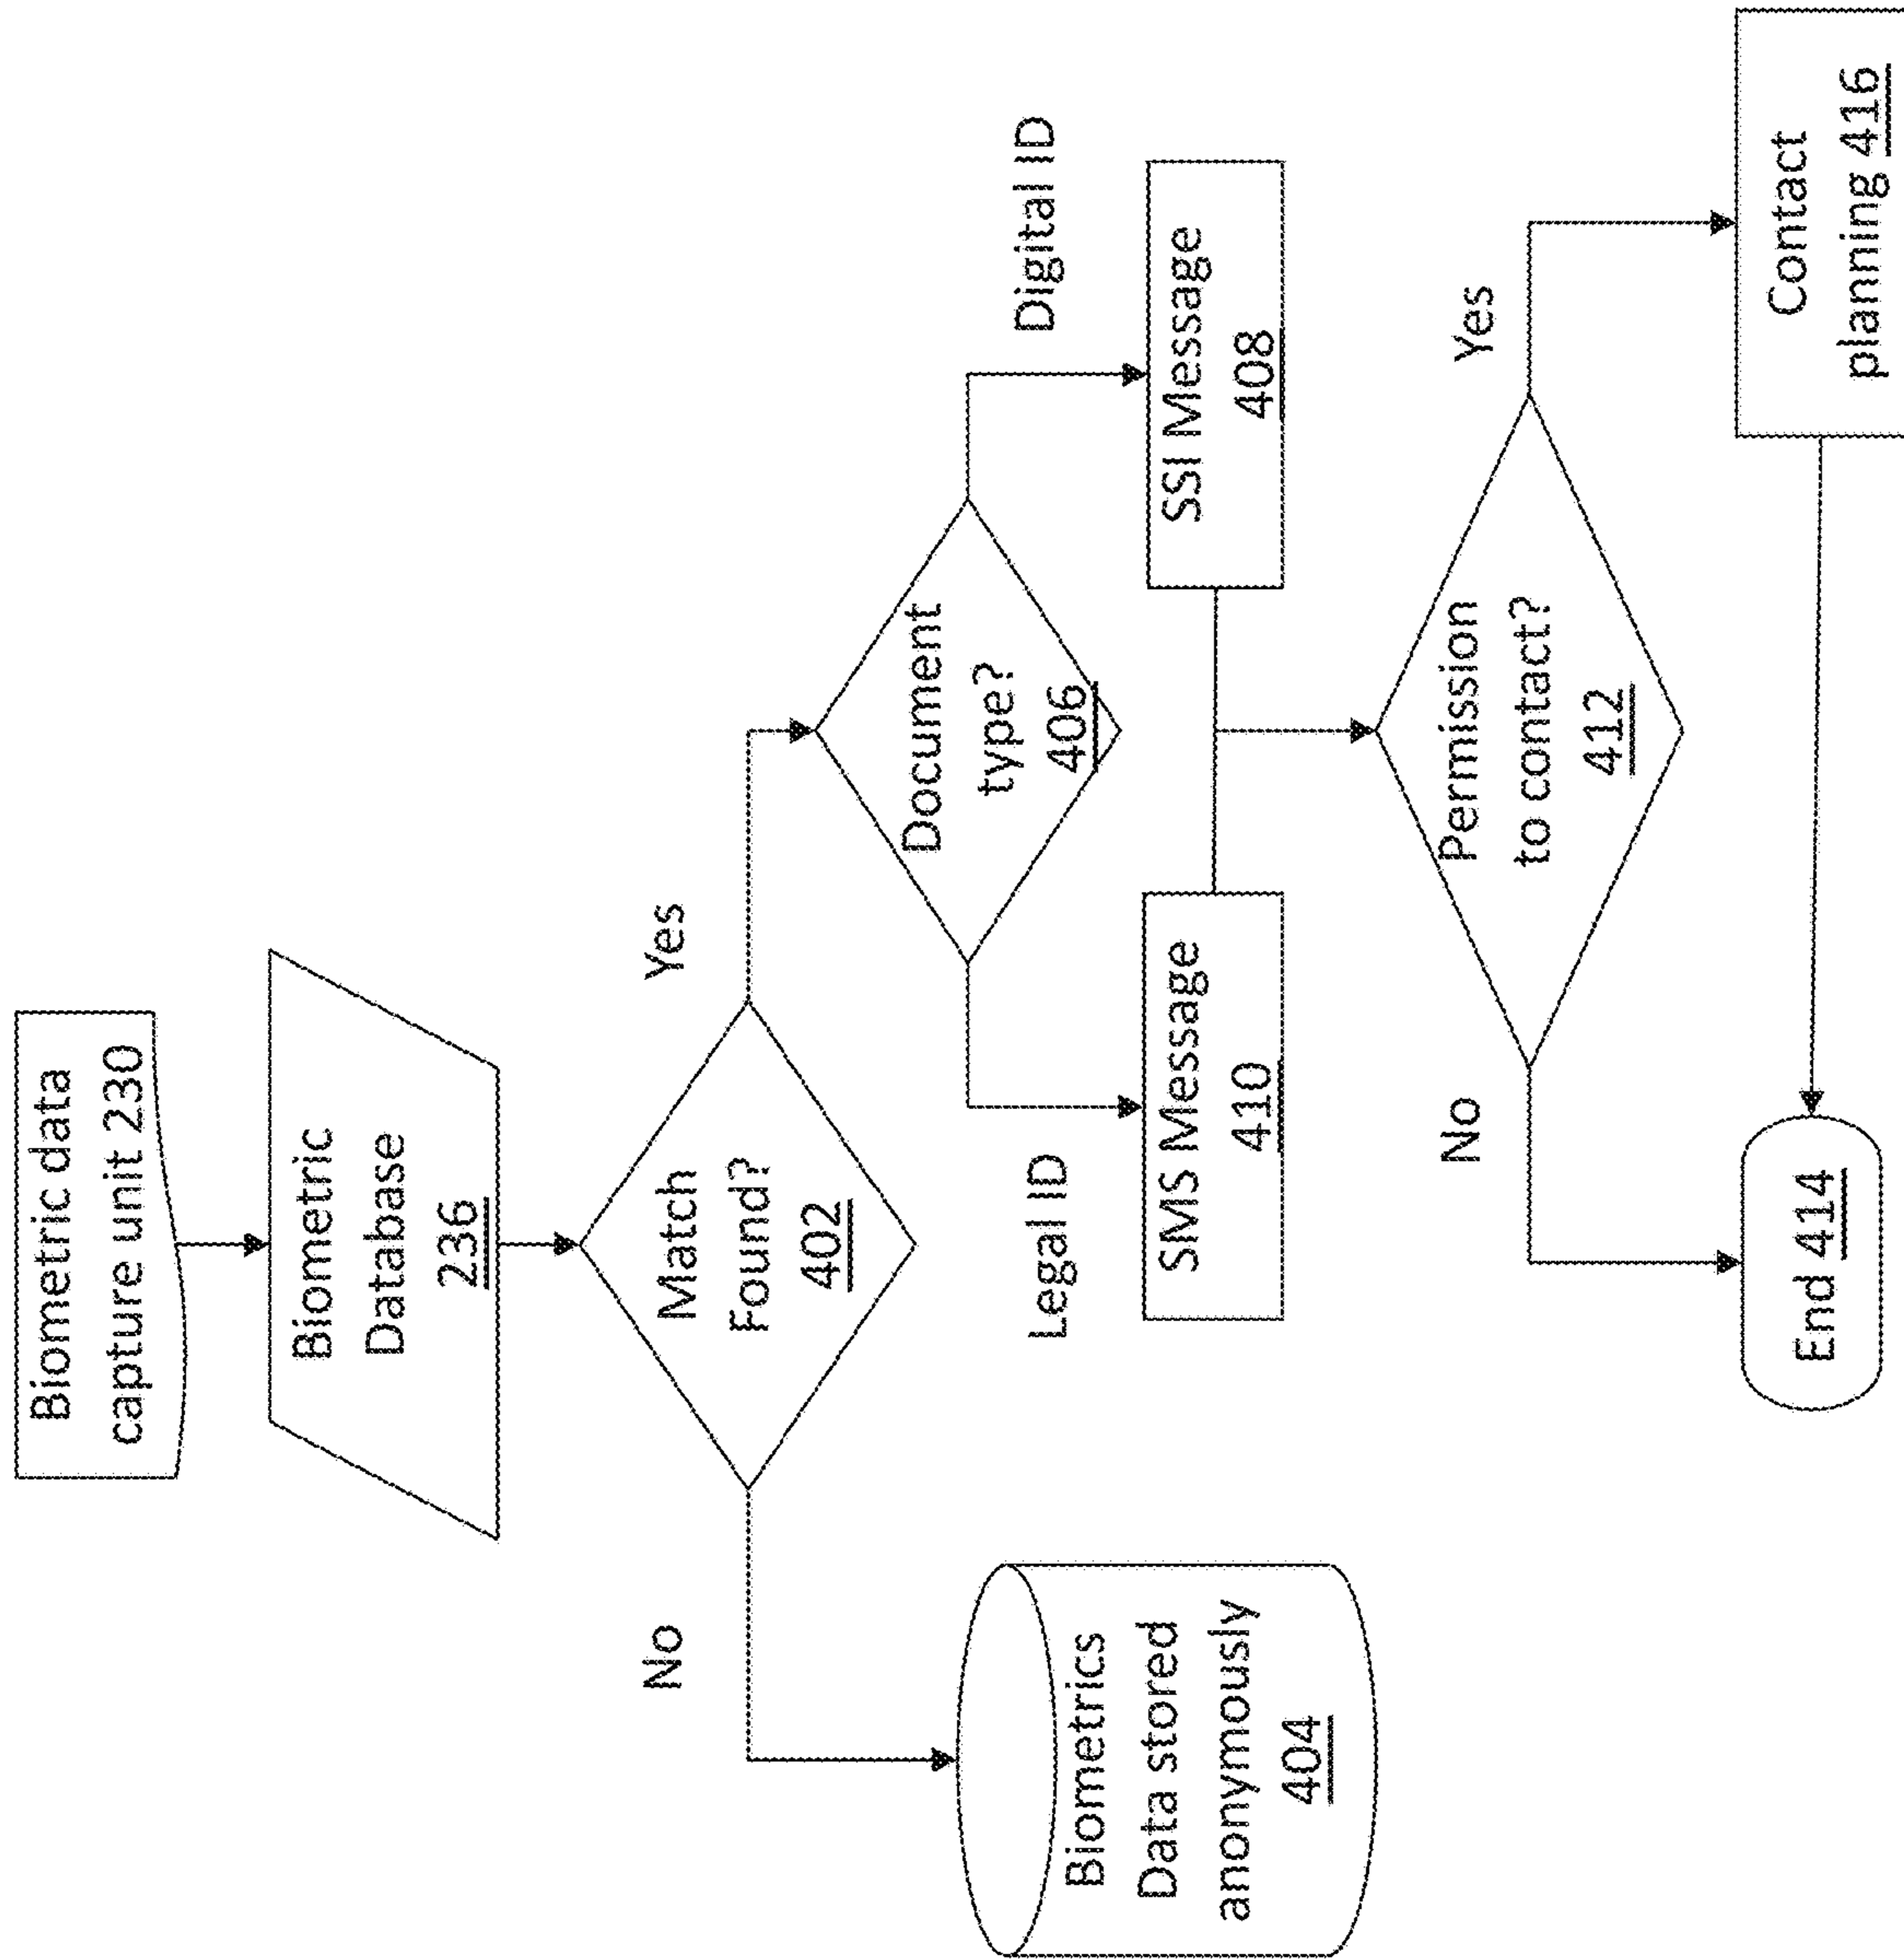 Biometric data
capture unit 230
Biometric
Database
236
Match
Found?
402
No
Yes
Biometrics
Data stored
anonymously
404
Document
type?
406
Legal ID
Digital ID
SMS Message
410
SSI Message
408
Permission
to contact?
412
No
Yes
End 414
Contact
planning 416